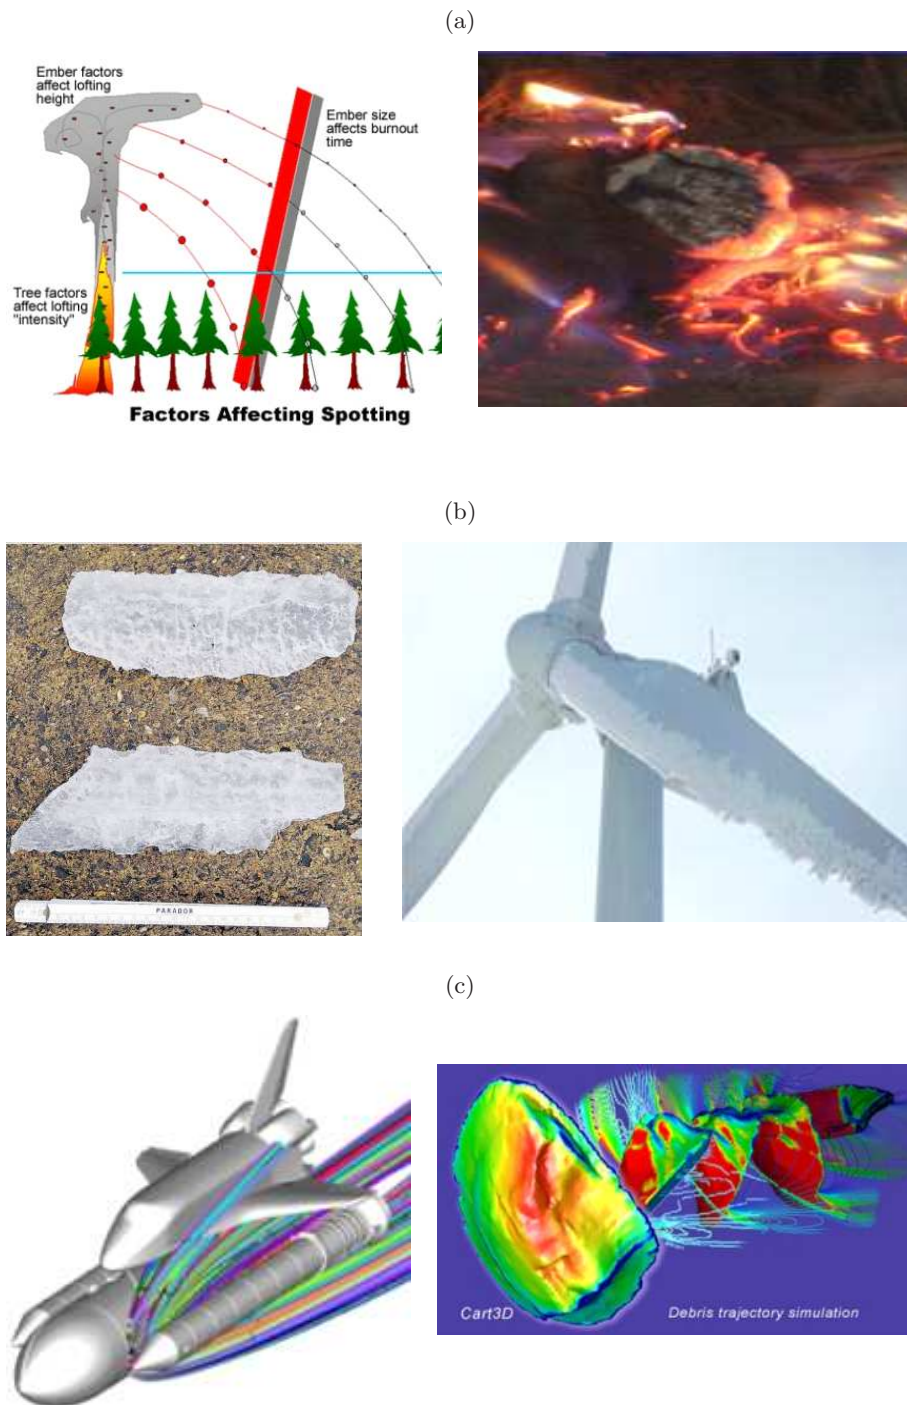 (a)
Ember factors
affect lofting
height
Ember size
affects burnout
time
Tree factors
affect lofting
"intensity"
Factors Affecting Spotting
(b)
PARADOR
(c)
Cart3D
Debris trajectory simulation